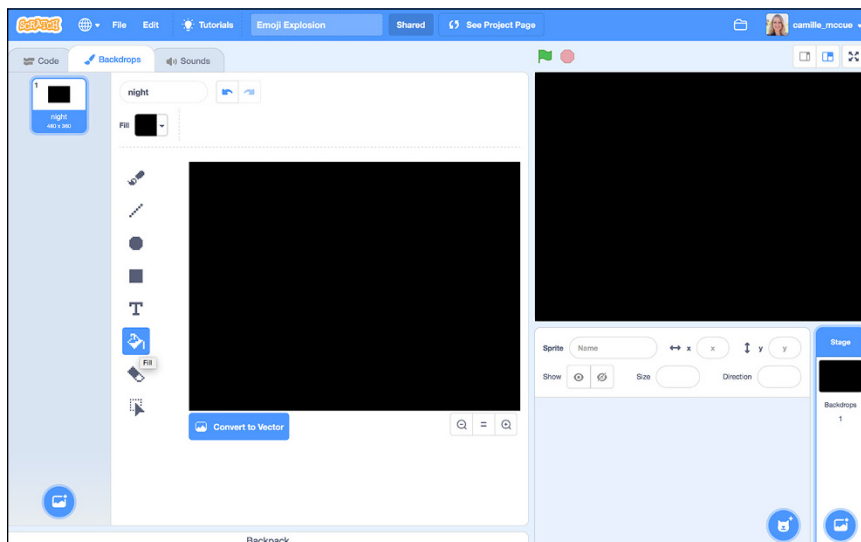 SCRATCH File Edit Tutorials Emoji Explosion Shared See Project Page camille_mccue
Code Backdrops Sounds
1
night
480 x 360
night
Fill
T
Fill
Convert to Vector
Sprite Name x x y y
Show Size Direction
Stage
Backdrops
1
Backpack